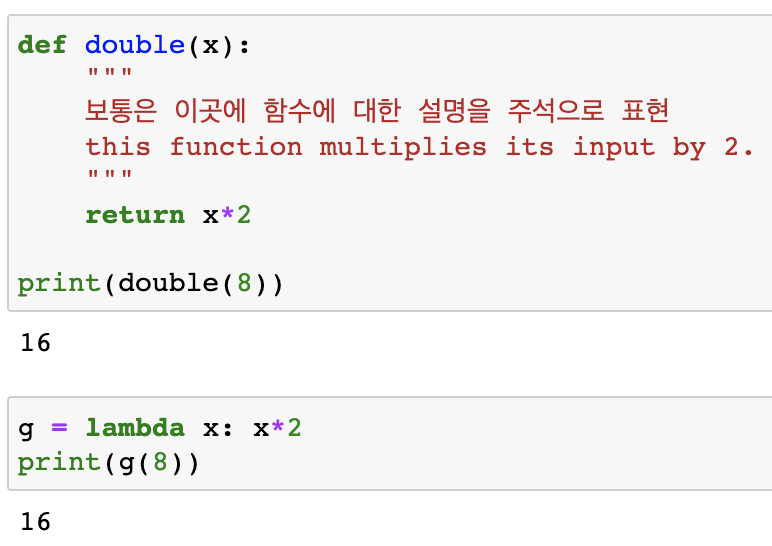 def double(x):
    """
    보통은 이곳에 함수에 대한 설명을 주석으로 표현
    this function multiplies its input by 2.
    """
    return x*2
print(double(8))
16
g = lambda x: x*2
print(g(8))
16